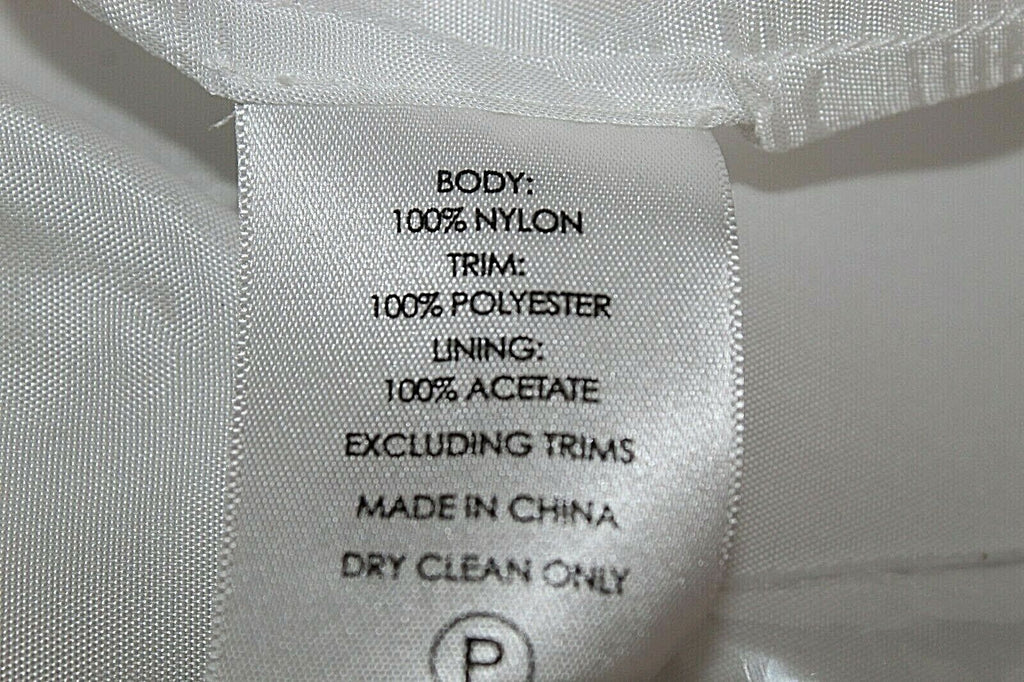 BODY:
100% NYLON
TRIM:
100% POLYESTER
LINING:
100% ACETATE
EXCLUDING TRIMS
MADE IN CHINA
DRY CLEAN ONLY
P